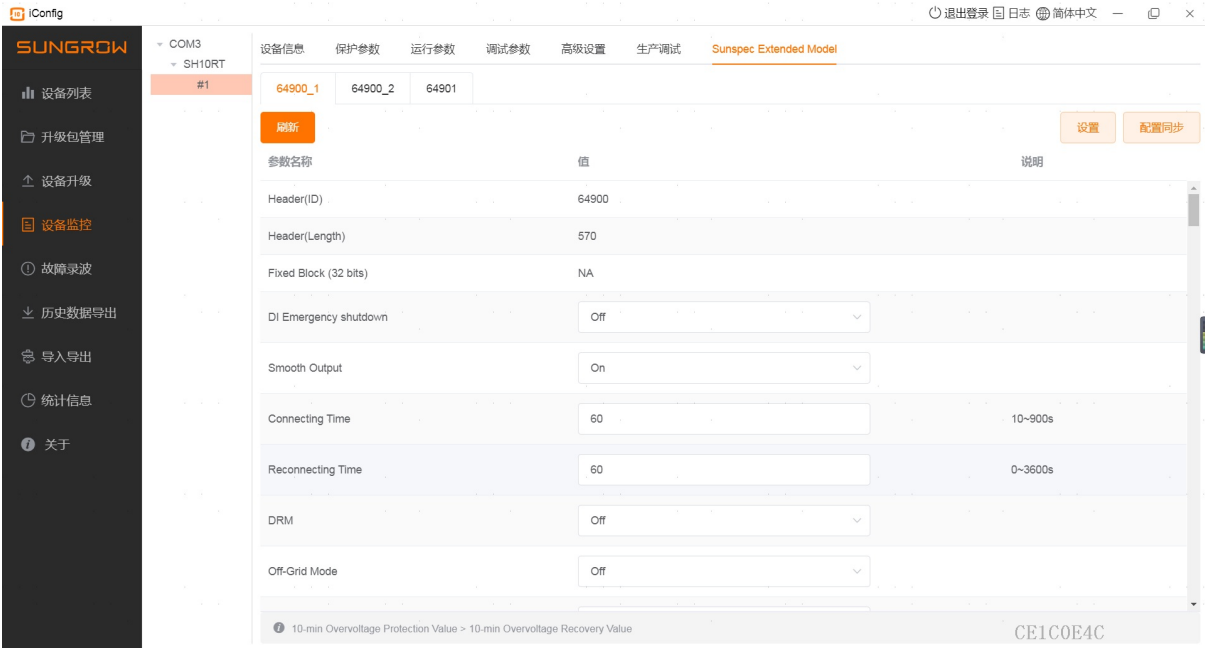 iConfig 退出登录 日志 简体中文
SUNGROW
设备列表
升级包管理
设备升级
设备监控
故障录波
历史数据导出
导入导出
统计信息
关于
COM3
SH10RT
#1
设备信息 保护参数 运行参数 调试参数 高级设置 生产调试 Sunspec Extended Model
64900_1 64900_2 64901
刷新 设置 配置同步
参数名称 值 说明
Header(ID) 64900
Header(Length) 570
Fixed Block (32 bits) NA
DI Emergency shutdown Off
Smooth Output On
Connecting Time 60 10~900s
Reconnecting Time 60 0~3600s
DRM Off
Off-Grid Mode Off
10-min Overvoltage Protection Value > 10-min Overvoltage Recovery Value
CE1C0E4C